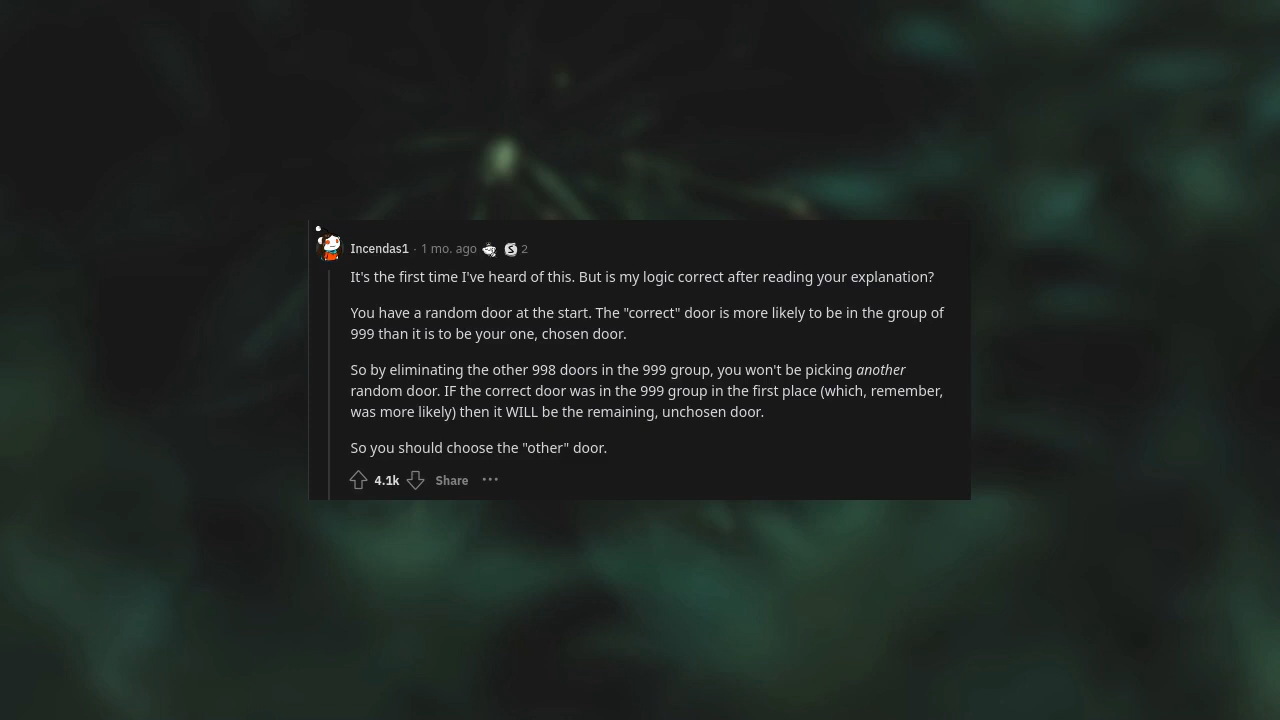 Incendas1 · 1 mo. ago 2
It's the first time I've heard of this. But is my logic correct after reading your explanation?
You have a random door at the start. The "correct" door is more likely to be in the group of
999 than it is to be your one, chosen door.
So by eliminating the other 998 doors in the 999 group, you won't be picking another
random door. IF the correct door was in the 999 group in the first place (which, remember,
was more likely) then it WILL be the remaining, unchosen door.
So you should choose the "other" door.
4.1k Share ···